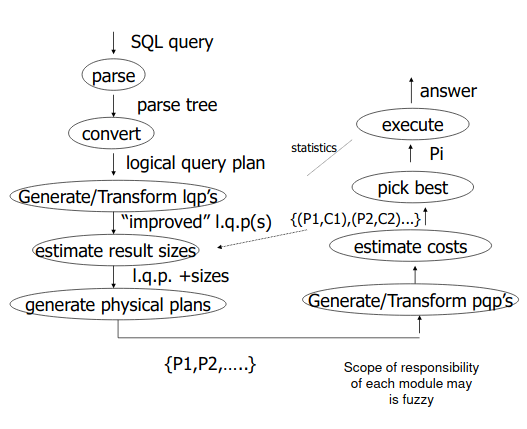 SQL query
parse
parse tree
convert
logical query plan
Generate/Transform lqp's
“improved” l.q.p(s)
estimate result sizes
l.q.p. +sizes
generate physical plans
{P1,P2,…..}
Generate/Transform pqp's
estimate costs
{(P1,C1),(P2,C2)...}
pick best
Pi
execute
answer
statistics
Scope of responsibility
of each module may
is fuzzy